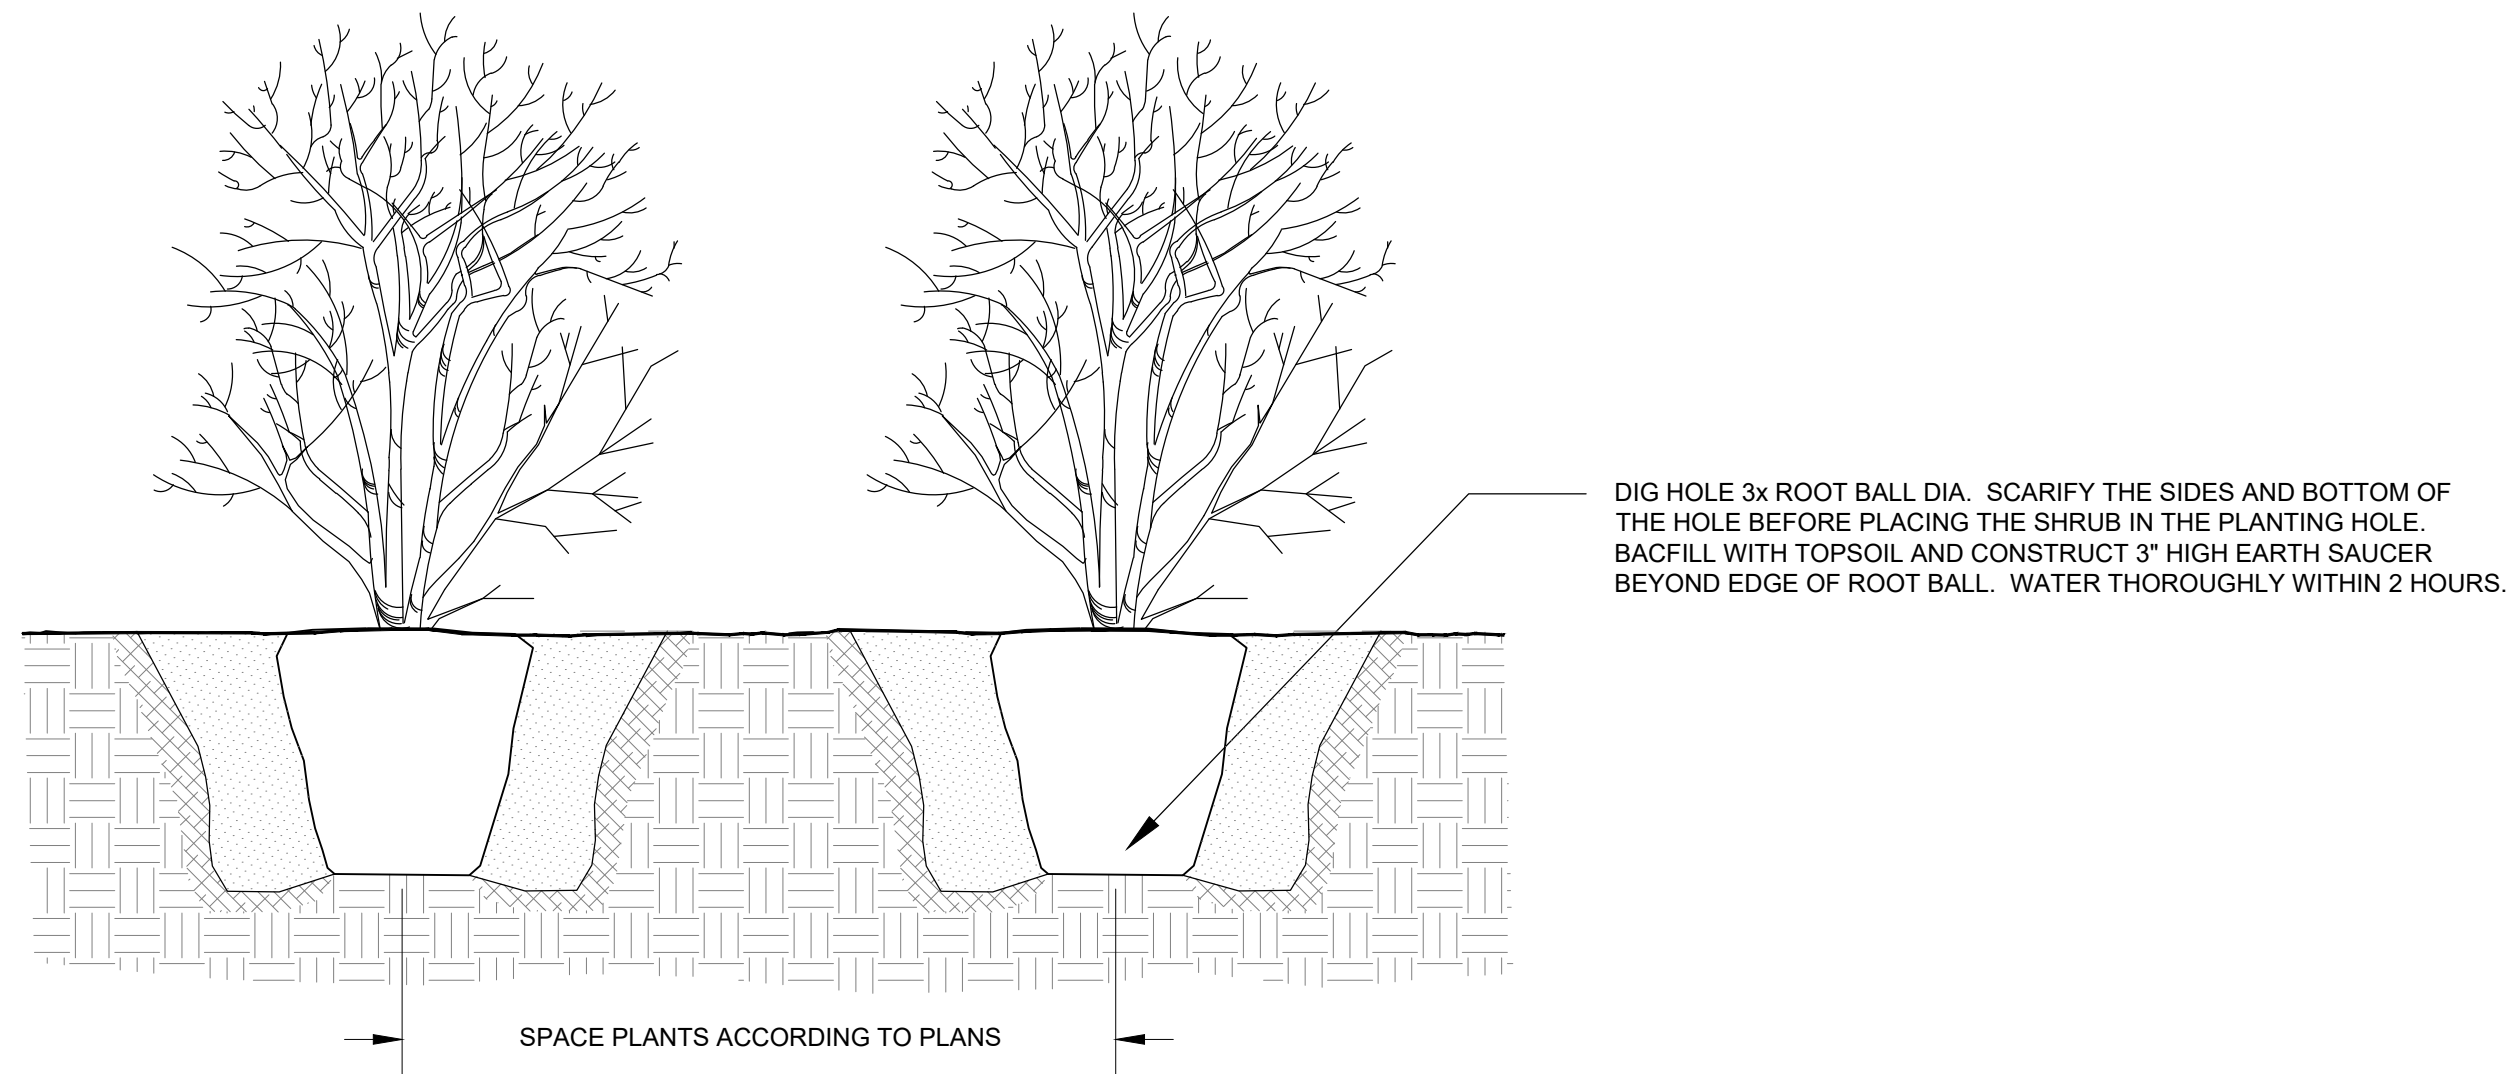 DIG HOLE 3x ROOT BALL DIA.  SCARIFY THE SIDES AND BOTTOM OF
THE HOLE BEFORE PLACING THE SHRUB IN THE PLANTING HOLE.
BACFILL WITH TOPSOIL AND CONSTRUCT 3" HIGH EARTH SAUCER
BEYOND EDGE OF ROOT BALL.  WATER THOROUGHLY WITHIN 2 HOURS.
SPACE PLANTS ACCORDING TO PLANS